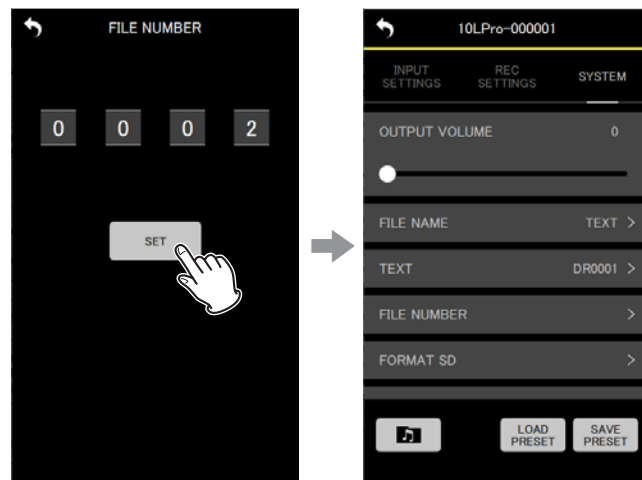 FILE NUMBER
0 0 0 2
SET
10LPro-000001
INPUT SETTINGS
REC SETTINGS
SYSTEM
OUTPUT VOLUME 0
FILE NAME TEXT >
TEXT DR0001 >
FILE NUMBER >
FORMAT SD >
LOAD PRESET
SAVE PRESET